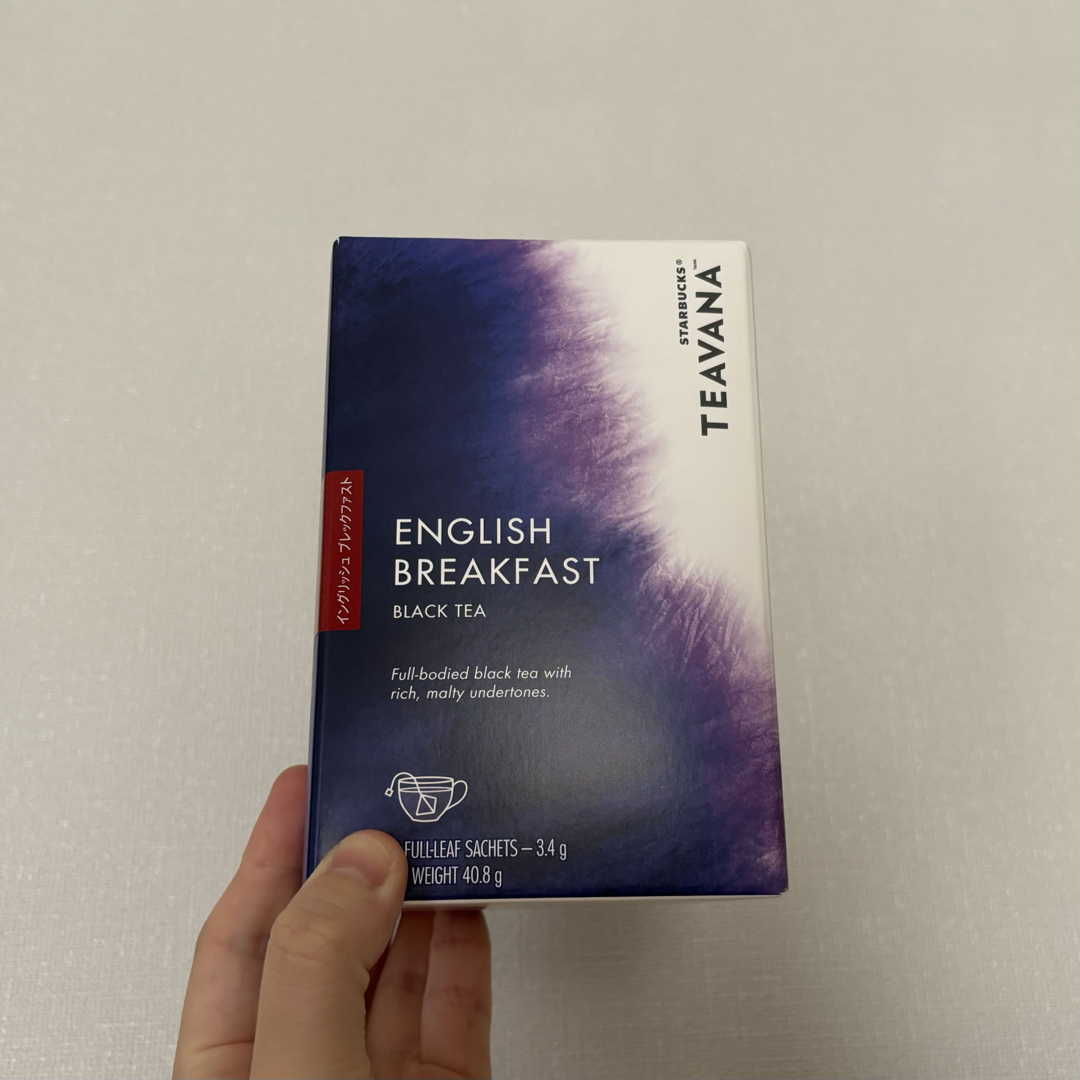 STARBUCKS®
TEAVANA
イングリッシュ ブレックファスト
ENGLISH
BREAKFAST
BLACK TEA
Full-bodied black tea with
rich, malty undertones.
FULL-LEAF SACHETS – 3.4 g
WEIGHT 40.8 g